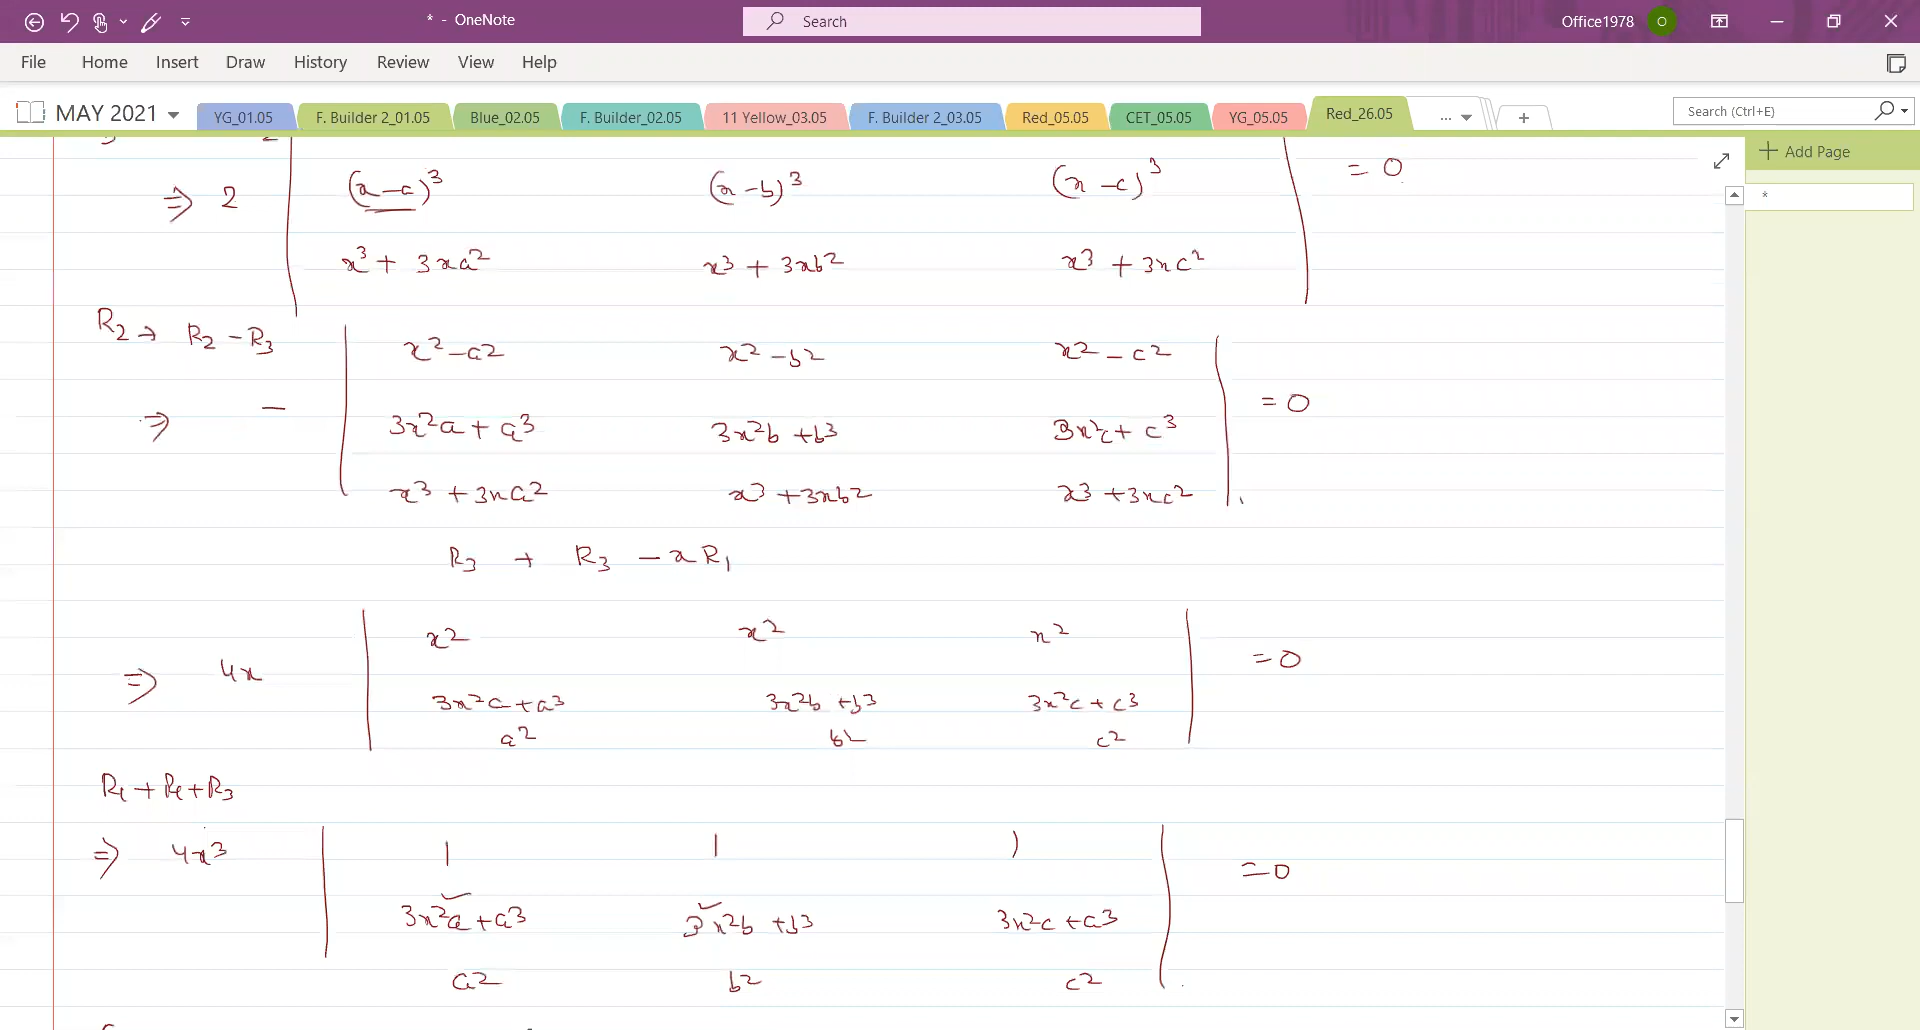 * - OneNote
Search
Office1978
O
File Home Insert Draw History Review View Help
MAY 2021
YG_01.05 F. Builder 2_01.05 Blue_02.05 F. Builder_02.05 11 Yellow_03.05 F. Builder 2_03.05 Red_05.05 CET_05.05 YG_05.05 Red_26.05 ... +
Search (Ctrl+E)
+ Add Page
*
⇒ 2 | (x-a)³ (x-b)³ (x-c)³ | = 0
x³ + 3xa² x³ + 3xb² x³ + 3xc²
R₂ → R₂ - R₃
x²-a² x²-b² x²-c²
⇒ - | 3x²a + a³ 3x²b + b³ 3x²c + c³ | = 0
x³ + 3xa² x³ + 3xb² x³ + 3xc²
R₃ + R₃ - xR₁
x² x² x²
⇒ 4x | 3x²a + a³ 3x²b + b³ 3x²c + c³ | = 0
a² b² c²
R₁ + R₁ + R₃
⇒ 4x³ | 1 1 1 | = 0
3x²a + a³ 3x²b + b³ 3x²c + c³
a² b² c²